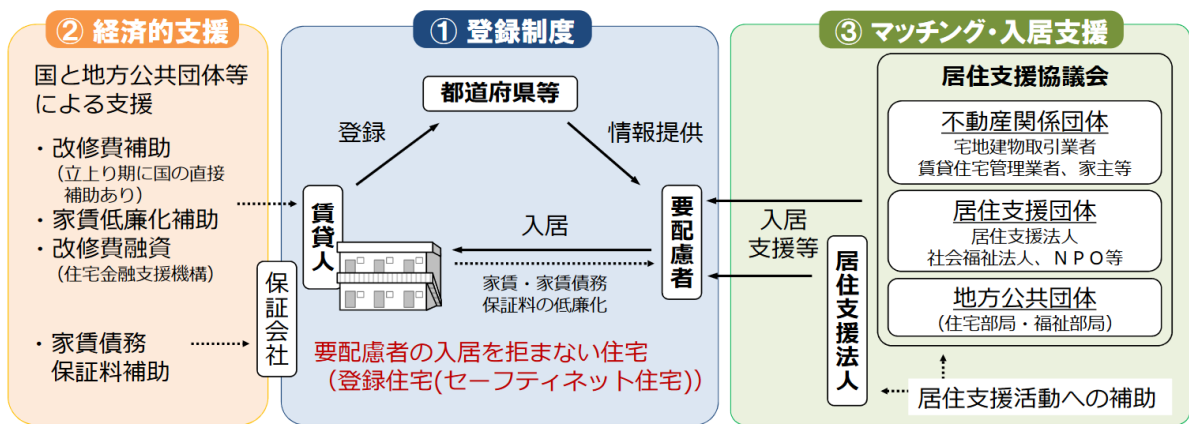 ② 経済的支援
国と地方公共団体等
による支援
・改修費補助
（立上り期に国の直接
補助あり）
・家賃低廉化補助
・改修費融資
（住宅金融支援機構）
・家賃債務
保証料補助
保証会社
① 登録制度
都道府県等
登録
情報提供
賃貸人
要配慮者
入居
家賃・家賃債務
保証料の低廉化
要配慮者の入居を拒まない住宅
（登録住宅(セーフティネット住宅)）
③ マッチング・入居支援
居住支援協議会
不動産関係団体
宅地建物取引業者
賃貸住宅管理業者、家主等
居住支援団体
居住支援法人
社会福祉法人、ＮＰＯ等
地方公共団体
（住宅部局・福祉部局）
入居
支援等
居住支援法人
居住支援活動への補助